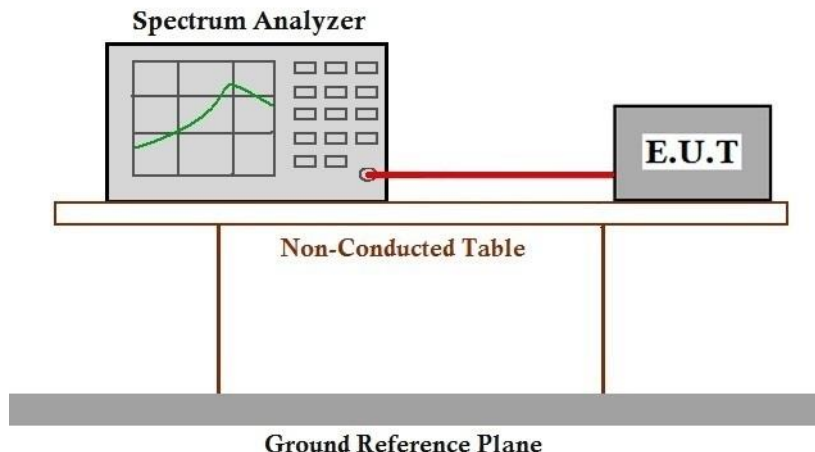 Spectrum Analyzer
E.U.T
Non-Conducted Table
Ground Reference Plane